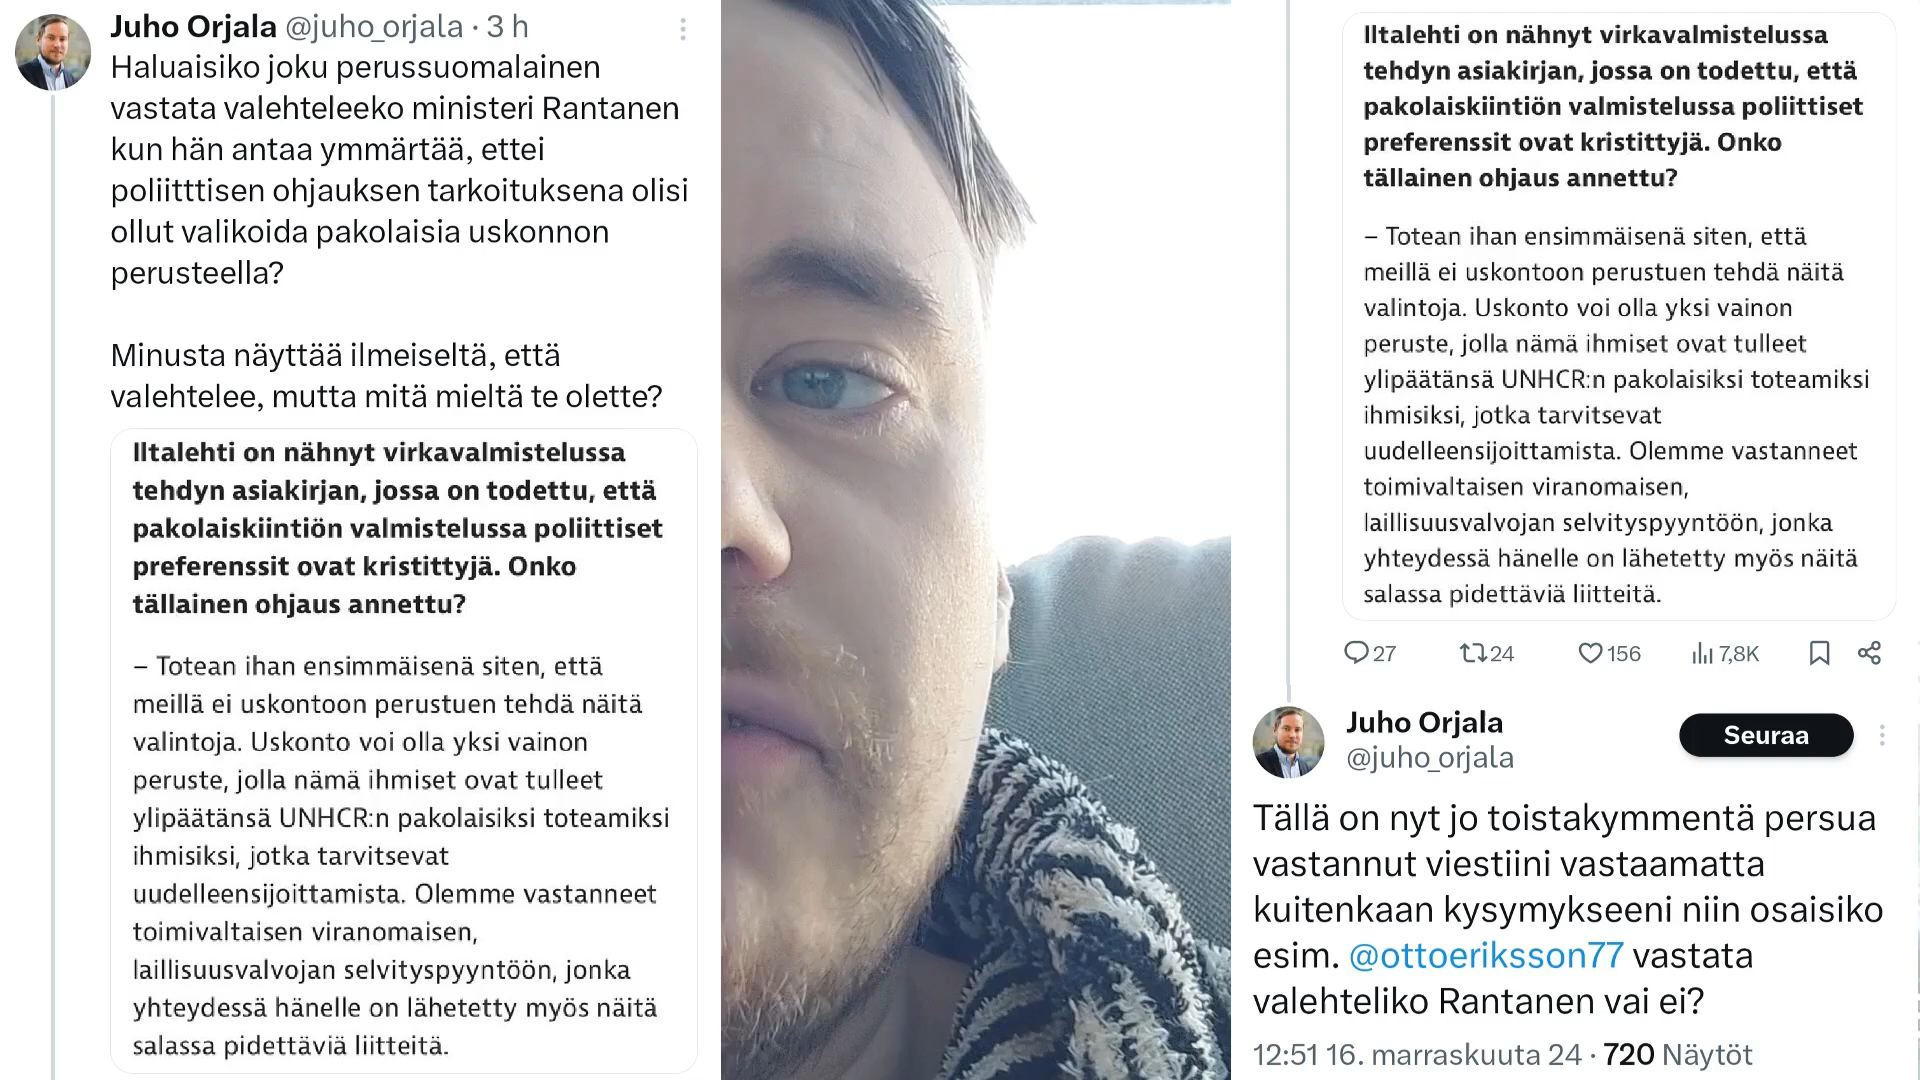 Juho Orjala @juho_orjala · 3 h
Haluaisiko joku perussuomalainen
vastata valehteleeko ministeri Rantanen
kun hän antaa ymmärtää, ettei
poliitttisen ohjauksen tarkoituksena olisi
ollut valikoida pakolaisia uskonnon
perusteella?
Minusta näyttää ilmeiseltä, että
valehtelee, mutta mitä mieltä te olette?
Iltalehti on nähnyt virkavalmistelussa
tehdyn asiakirjan, jossa on todettu, että
pakolaiskiintiön valmistelussa poliittiset
preferenssit ovat kristittyjä. Onko
tällainen ohjaus annettu?
– Totean ihan ensimmäisenä siten, että
meillä ei uskontoon perustuen tehdä näitä
valintoja. Uskonto voi olla yksi vainon
peruste, jolla nämä ihmiset ovat tulleet
ylipäätänsä UNHCR:n pakolaisiksi toteamiksi
ihmisiksi, jotka tarvitsevat
uudelleensijoittamista. Olemme vastanneet
toimivaltaisen viranomaisen,
laillisuusvalvojan selvityspyyntöön, jonka
yhteydessä hänelle on lähetetty myös näitä
salassa pidettäviä liitteitä.
Iltalehti on nähnyt virkavalmistelussa
tehdyn asiakirjan, jossa on todettu, että
pakolaiskiintiön valmistelussa poliittiset
preferenssit ovat kristittyjä. Onko
tällainen ohjaus annettu?
– Totean ihan ensimmäisenä siten, että
meillä ei uskontoon perustuen tehdä näitä
valintoja. Uskonto voi olla yksi vainon
peruste, jolla nämä ihmiset ovat tulleet
ylipäätänsä UNHCR:n pakolaisiksi toteamiksi
ihmisiksi, jotka tarvitsevat
uudelleensijoittamista. Olemme vastanneet
toimivaltaisen viranomaisen,
laillisuusvalvojan selvityspyyntöön, jonka
yhteydessä hänelle on lähetetty myös näitä
salassa pidettäviä liitteitä.
27 24 156 7,8K
Juho Orjala
@juho_orjala
Seuraa
Tällä on nyt jo toistakymmentä persua
vastannut viestiini vastaamatta
kuitenkaan kysymykseeni niin osaisiko
esim. @ottoeriksson77 vastata
valehteliko Rantanen vai ei?
12:51 16. marraskuuta 24 · 720 Näytöt